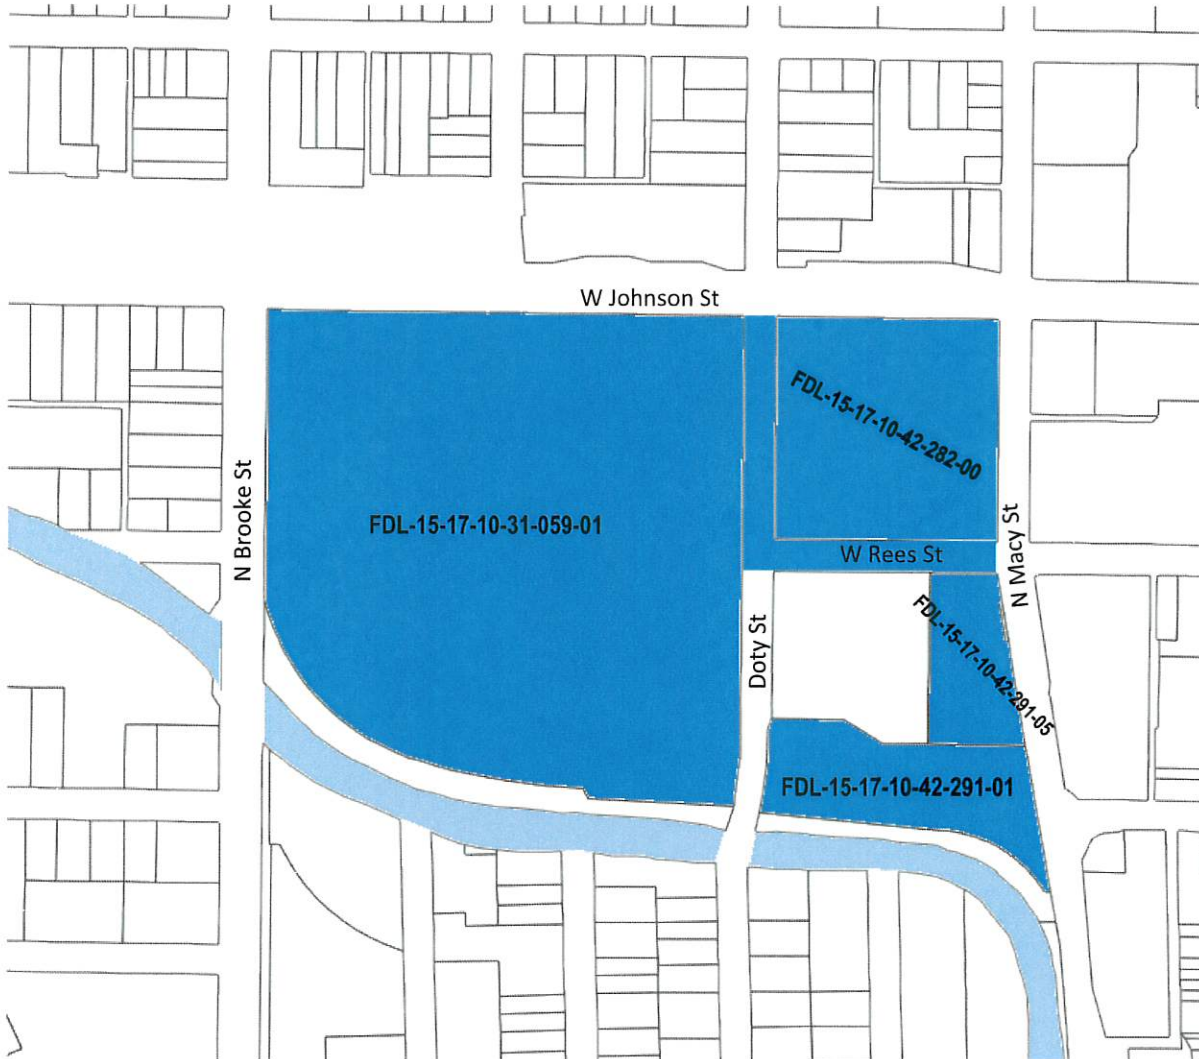 W Johnson St
FDL-15-17-10-42-282-00
N Brooke St
FDL-15-17-10-31-059-01
N Macy St
W Rees St
FDL-15-17-10-42-291-05
Doty St
FDL-15-17-10-42-291-01